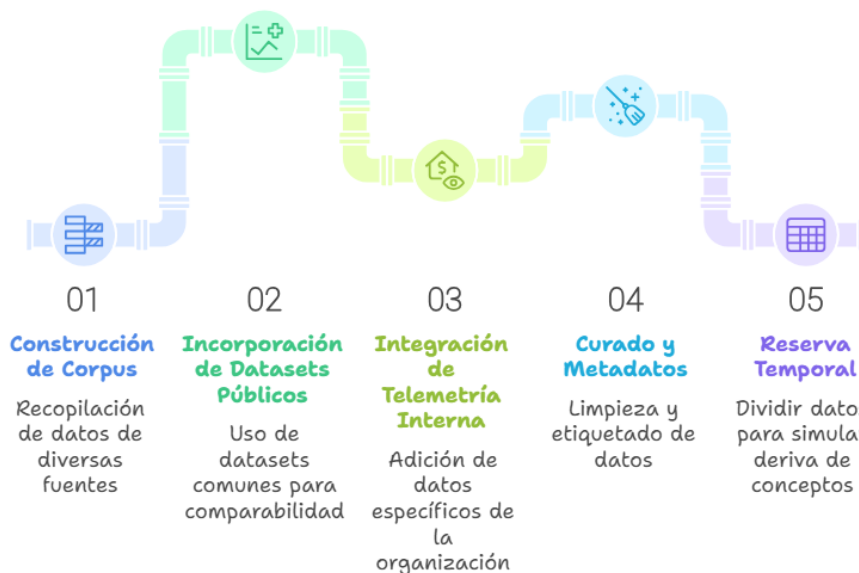 01
Construcción
de Corpus
Recopilación
de datos de
diversas
fuentes
02
Incorporación
de Datasets
Públicos
Uso de
datasets
comunes para
comparabilidad
03
Integración
de
Telemetría
Interna
Adición de
datos
específicos de
la
organización
04
Curado y
Metadatos
Limpieza y
etiquetado de
datos
05
Reserva
Temporal
Dividir
para
deriva de
conceptos